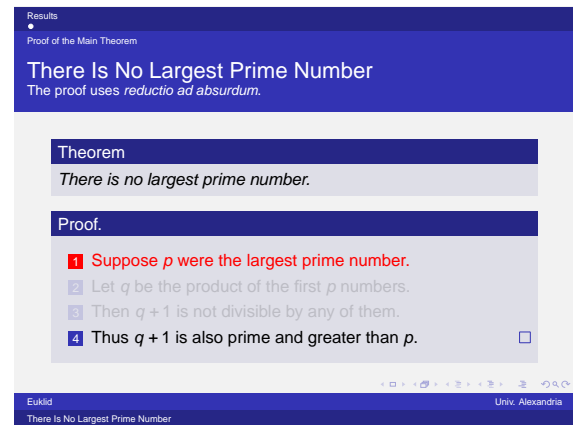 Results
Proof of the Main Theorem
There Is No Largest Prime Number
The proof uses reductio ad absurdum.
Theorem
There is no largest prime number.
Proof.
1 Suppose p were the largest prime number.
2 Let q be the product of the first p numbers.
3 Then q + 1 is not divisible by any of them.
4 Thus q + 1 is also prime and greater than p.
Euklid Univ. Alexandria
There Is No Largest Prime Number